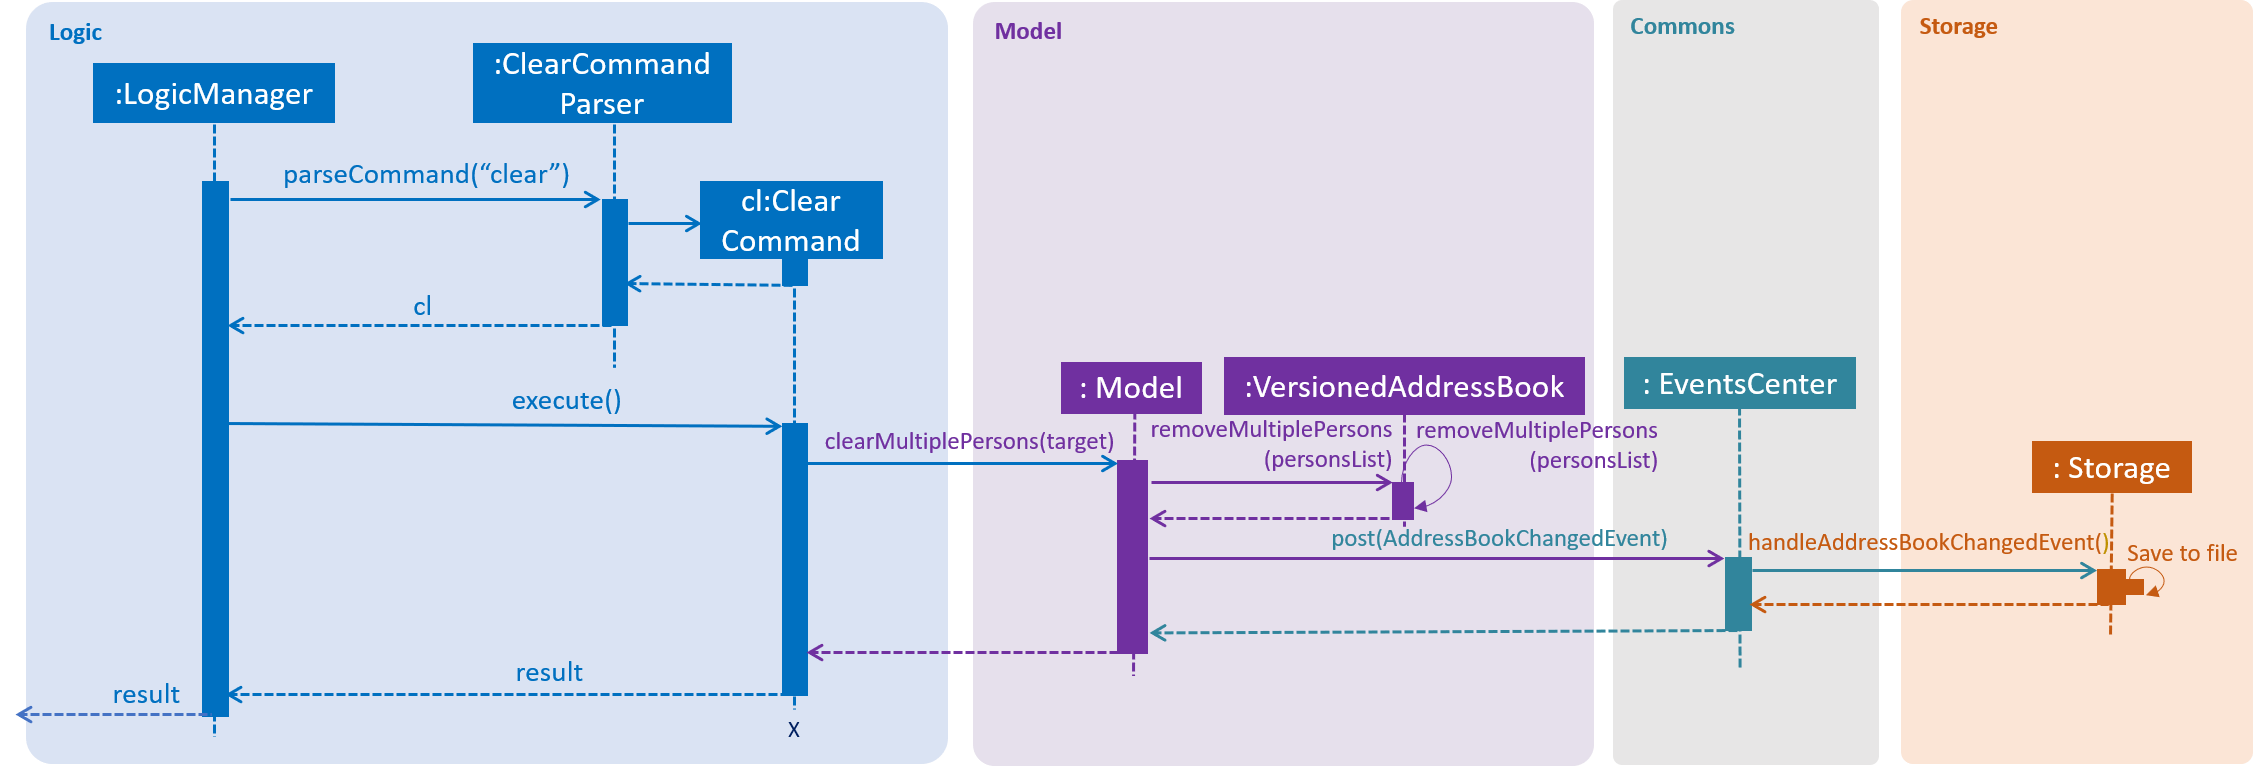 Logic
Model
Commons
Storage
:LogicManager
:ClearCommand
Parser
parseCommand(“clear”)
cl:Clear
Command
cl
: Model
:VersionedAddressBook
: EventsCenter
execute()
clearMultiplePersons(target)
removeMultiplePersons
(personsList)
removeMultiplePersons
(personsList)
: Storage
post(AddressBookChangedEvent)
handleAddressBookChangedEvent()
Save to file
result
result
X